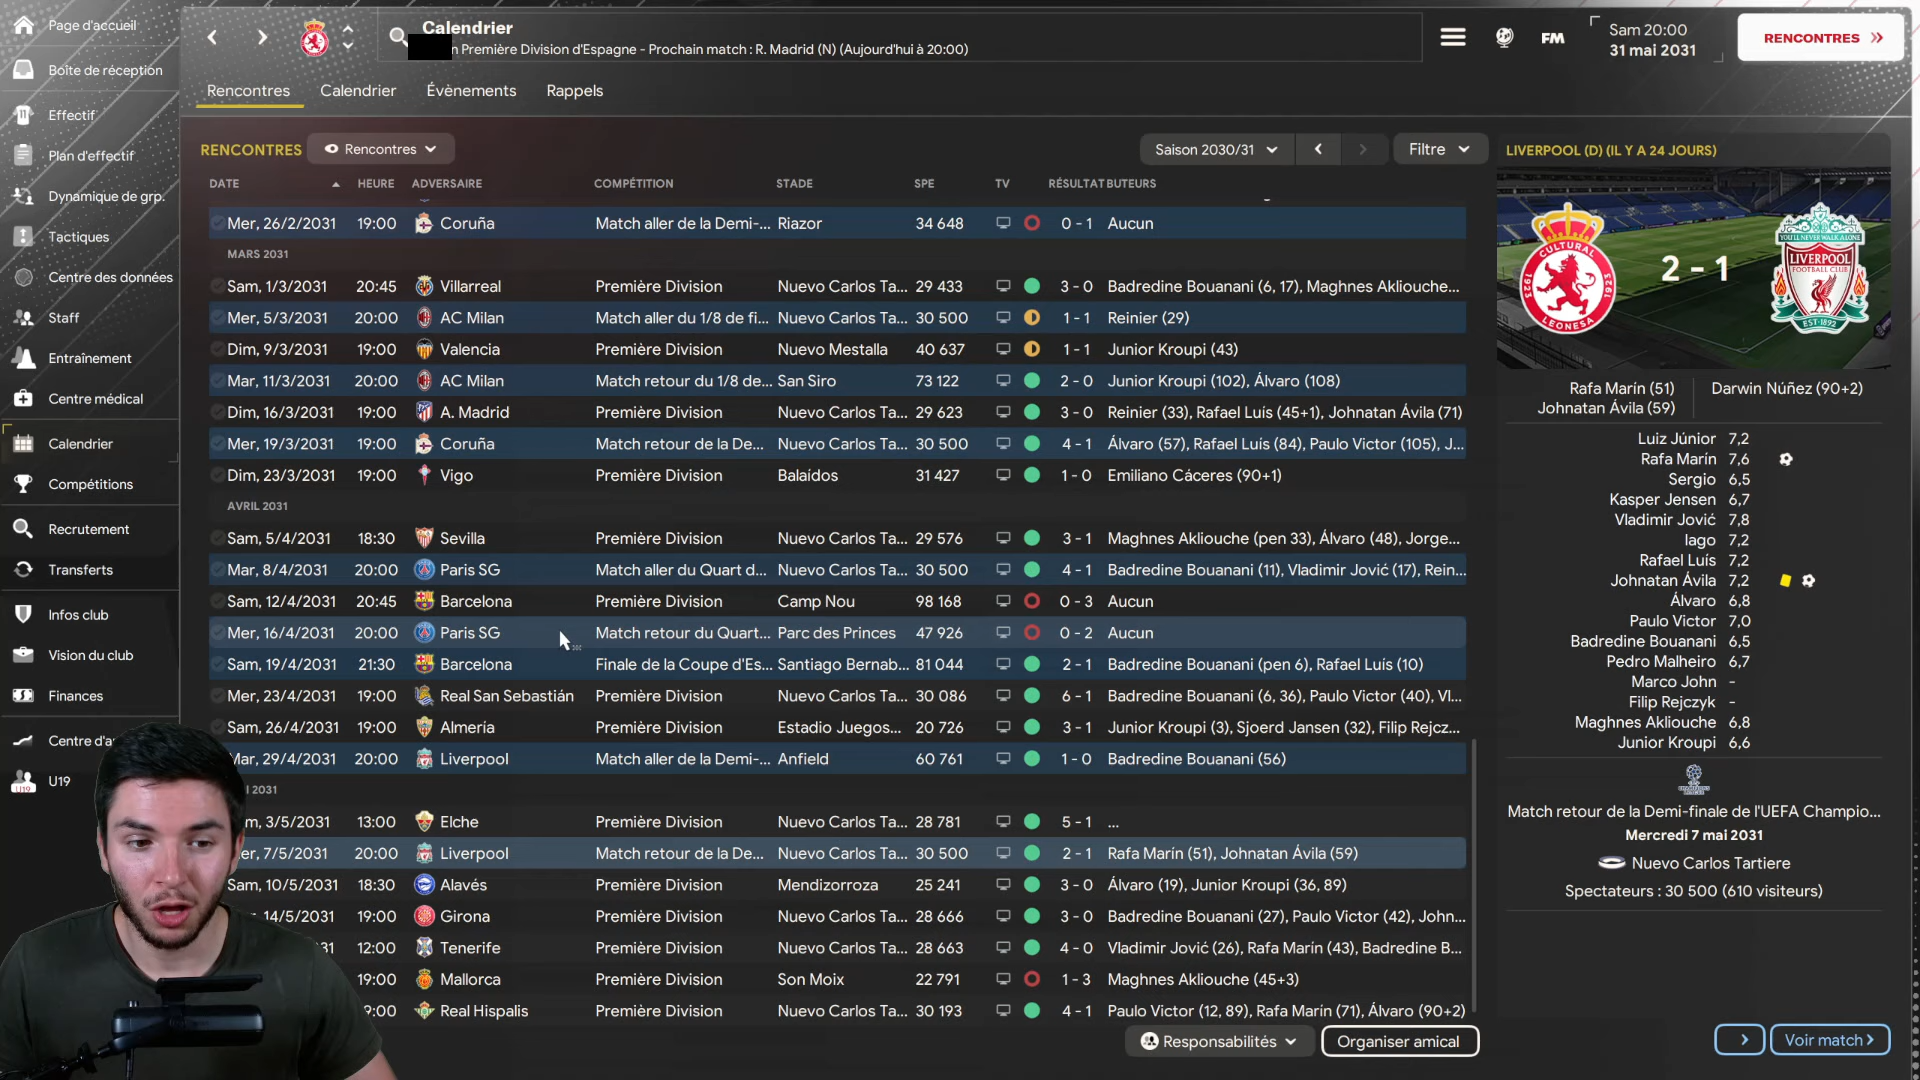 Page d'accueil
Boîte de réception
Effectif
Plan d'effectif
Dynamique de grp.
Tactiques
Centre des données
Staff
Entraînement
Centre médical
Calendrier
Compétitions
Recrutement
Transferts
Infos club
Vision du club
Finances
Centre d'a
U19
Calendrier
n Première Division d'Espagne - Prochain match : R. Madrid (N) (Aujourd'hui à 20:00)
FM
Sam 20:00
31 mai 2031
RENCONTRES
Rencontres Calendrier Évènements Rappels
RENCONTRES Rencontres Saison 2030/31 Filtre
DATE HEURE ADVERSAIRE COMPÉTITION STADE SPE TV RÉSULTAT BUTEURS
Mer, 26/2/2031 19:00 Coruña Match aller de la Demi-... Riazor 34 648 0 - 1 Aucun
MARS 2031
Sam, 1/3/2031 20:45 Villarreal Première Division Nuevo Carlos Ta... 29 433 3 - 0 Badredine Bouanani (6, 17), Maghnes Akliouche...
Mer, 5/3/2031 20:00 AC Milan Match aller du 1/8 de fi... Nuevo Carlos Ta... 30 500 1 - 1 Reinier (29)
Dim, 9/3/2031 19:00 Valencia Première Division Nuevo Mestalla 40 637 1 - 1 Junior Kroupi (43)
Mar, 11/3/2031 20:00 AC Milan Match retour du 1/8 de... San Siro 73 122 2 - 0 Junior Kroupi (102), Álvaro (108)
Dim, 16/3/2031 19:00 A. Madrid Première Division Nuevo Carlos Ta... 29 623 3 - 0 Reinier (33), Rafael Luís (45+1), Johnatan Ávila (71)
Mer, 19/3/2031 19:00 Coruña Match retour de la De... Nuevo Carlos Ta... 30 500 4 - 1 Álvaro (57), Rafael Luís (84), Paulo Victor (105), J...
Dim, 23/3/2031 19:00 Vigo Première Division Balaídos 31 427 1 - 0 Emiliano Cáceres (90+1)
AVRIL 2031
Sam, 5/4/2031 18:30 Sevilla Première Division Nuevo Carlos Ta... 29 576 3 - 1 Maghnes Akliouche (pen 33), Álvaro (48), Jorge...
Mar, 8/4/2031 20:00 Paris SG Match aller du Quart d... Nuevo Carlos Ta... 30 500 4 - 1 Badredine Bouanani (11), Vladimir Jović (17), Rein...
Sam, 12/4/2031 20:45 Barcelona Première Division Camp Nou 98 168 0 - 3 Aucun
Mer, 16/4/2031 20:00 Paris SG Match retour du Quart... Parc des Princes 47 926 0 - 2 Aucun
Sam, 19/4/2031 21:30 Barcelona Finale de la Coupe d'Es... Santiago Bernab... 81 044 2 - 1 Badredine Bouanani (pen 6), Rafael Luís (10)
Mer, 23/4/2031 19:00 Real San Sebastián Première Division Nuevo Carlos Ta... 30 086 6 - 1 Badredine Bouanani (6, 36), Paulo Victor (40), Vl...
Sam, 26/4/2031 19:00 Almería Première Division Estadio Juegos... 20 726 3 - 1 Junior Kroupi (3), Sjoerd Jansen (32), Filip Rejcz...
Mar, 29/4/2031 20:00 Liverpool Match aller de la Demi-... Anfield 60 761 1 - 0 Badredine Bouanani (56)
I 2031
m, 3/5/2031 13:00 Elche Première Division Nuevo Carlos Ta... 28 781 5 - 1 ...
er, 7/5/2031 20:00 Liverpool Match retour de la De... Nuevo Carlos Ta... 30 500 2 - 1 Rafa Marín (51), Johnatan Ávila (59)
Sam, 10/5/2031 18:30 Alavés Première Division Mendizorroza 25 241 3 - 0 Álvaro (19), Junior Kroupi (36, 89)
14/5/2031 19:00 Girona Première Division Nuevo Carlos Ta... 28 666 3 - 0 Badredine Bouanani (27), Paulo Victor (42), John...
/2031 12:00 Tenerife Première Division Nuevo Carlos Ta... 28 663 4 - 0 Vladimir Jović (26), Rafa Marín (43), Badredine B...
19:00 Mallorca Première Division Son Moix 22 791 1 - 3 Maghnes Akliouche (45+3)
9:00 Real Hispalis Première Division Nuevo Carlos Ta... 30 193 4 - 1 Paulo Victor (12, 89), Rafa Marín (71), Álvaro (90+2)
Responsabilités Organiser amical
LIVERPOOL (D) (IL Y A 24 JOURS)
CULTURAL
1923
1923
LEONESA
2 - 1
YOU'LL NEVER WALK ALONE
LIVERPOOL
FOOTBALL CLUB
EST·1892
Rafa Marín (51)
Johnatan Ávila (59)
Darwin Núñez (90+2)
Luiz Júnior 7,2
Rafa Marín 7,6
Sergio 6,5
Kasper Jensen 6,7
Vladimir Jović 7,8
Iago 7,2
Rafael Luís 7,2
Johnatan Ávila 7,2
Álvaro 6,8
Paulo Victor 7,0
Badredine Bouanani 6,5
Pedro Malheiro 6,7
Marco John -
Filip Rejczyk -
Maghnes Akliouche 6,8
Junior Kroupi 6,6
Match retour de la Demi-finale de l'UEFA Champio...
Mercredi 7 mai 2031
Nuevo Carlos Tartiere
Spectateurs : 30 500 (610 visiteurs)
Voir match